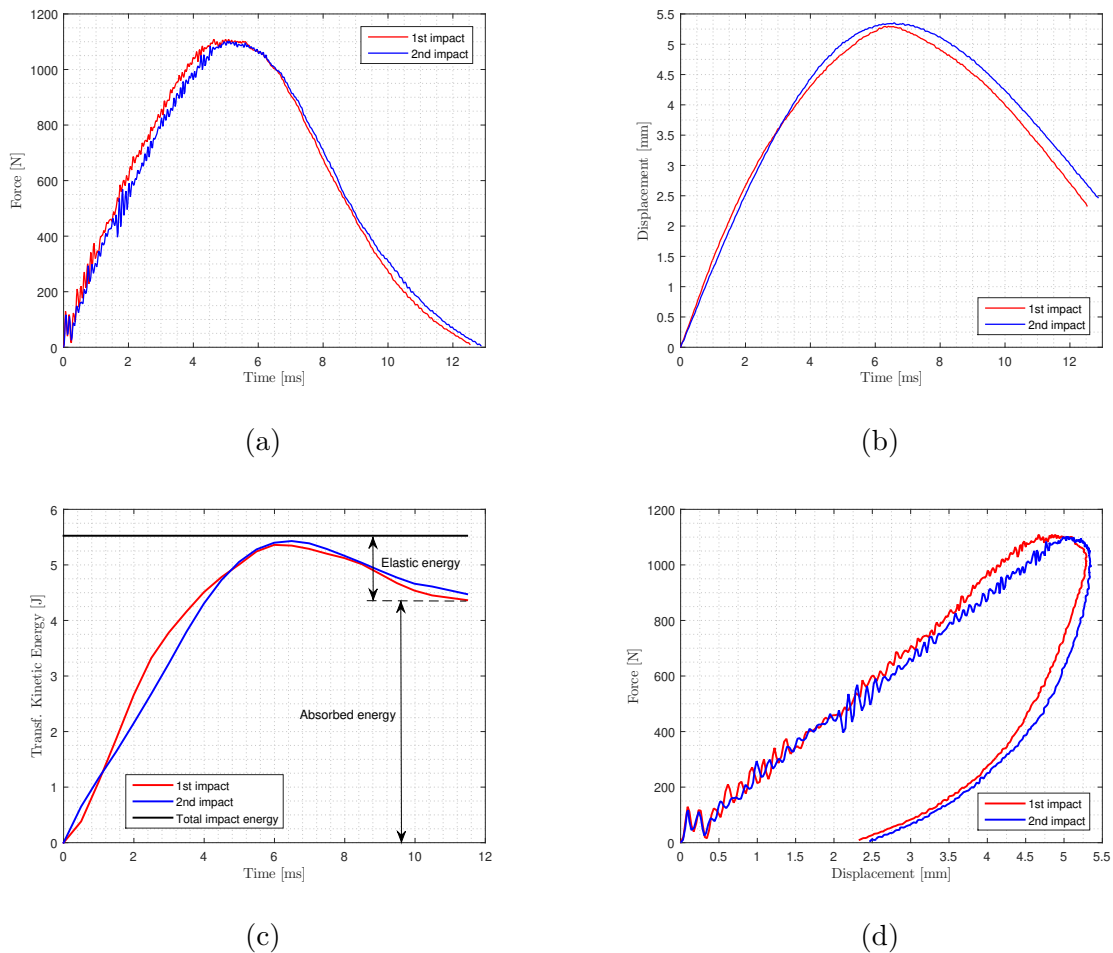 1200
1000
800
600
400
200
0
Force [N]
1st impact
2nd impact
0 2 4 6 8 10 12
Time [ms]
(a)
5.5
5
4.5
4
3.5
3
2.5
2
1.5
1
0.5
0
Displacement [mm]
1st impact
2nd impact
0 2 4 6 8 10 12
Time [ms]
(b)
6
5
4
3
2
1
0
Transf. Kinetic Energy [J]
Elastic energy
Absorbed energy
1st impact
2nd impact
Total impact energy
0 2 4 6 8 10 12
Time [ms]
(c)
1200
1000
800
600
400
200
0
Force [N]
1st impact
2nd impact
0 0.5 1 1.5 2 2.5 3 3.5 4 4.5 5 5.5
Displacement [mm]
(d)